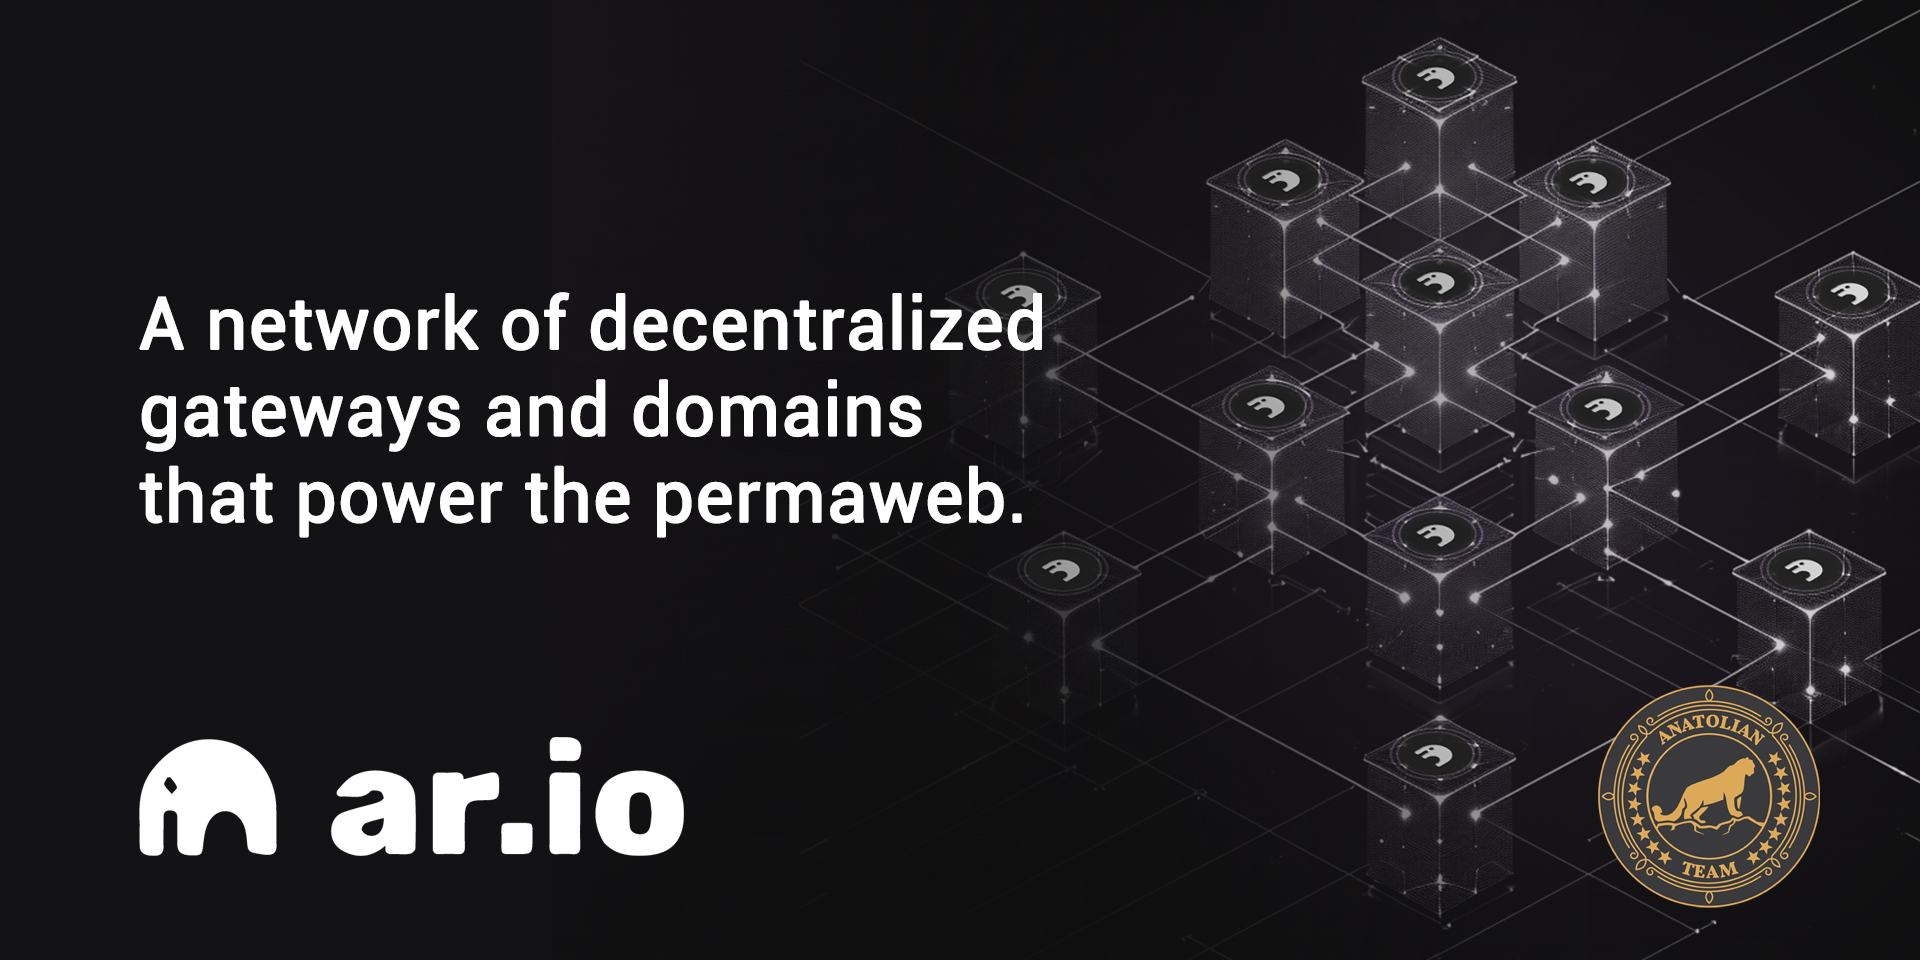 A network of decentralized
gateways and domains
that power the permaweb.
ar.io
ANATOLIAN
TEAM